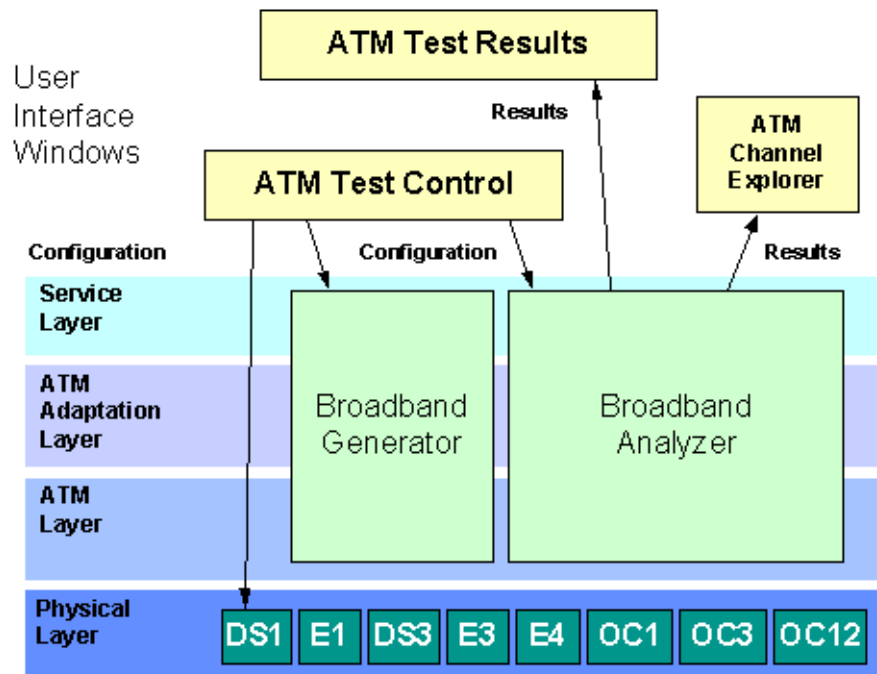 ATM Test Results
User
Interface
Windows
Results
ATM
Channel
Explorer
ATM Test Control
Configuration
Configuration
Results
Service
Layer
ATM
Adaptation
Layer
Broadband
Generator
Broadband
Analyzer
ATM
Layer
Physical
Layer
DS1 E1 DS3 E3 E4 OC1 OC3 OC12